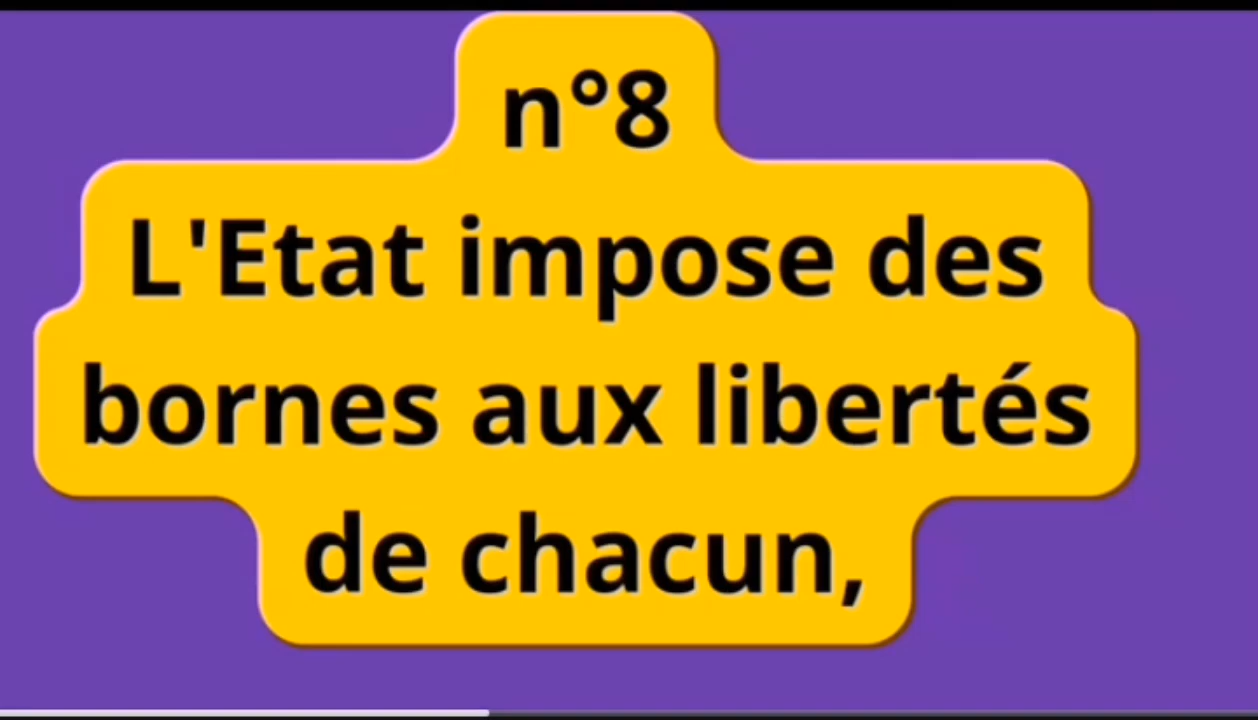 n°8
L'Etat impose des
bornes aux libertés
de chacun,